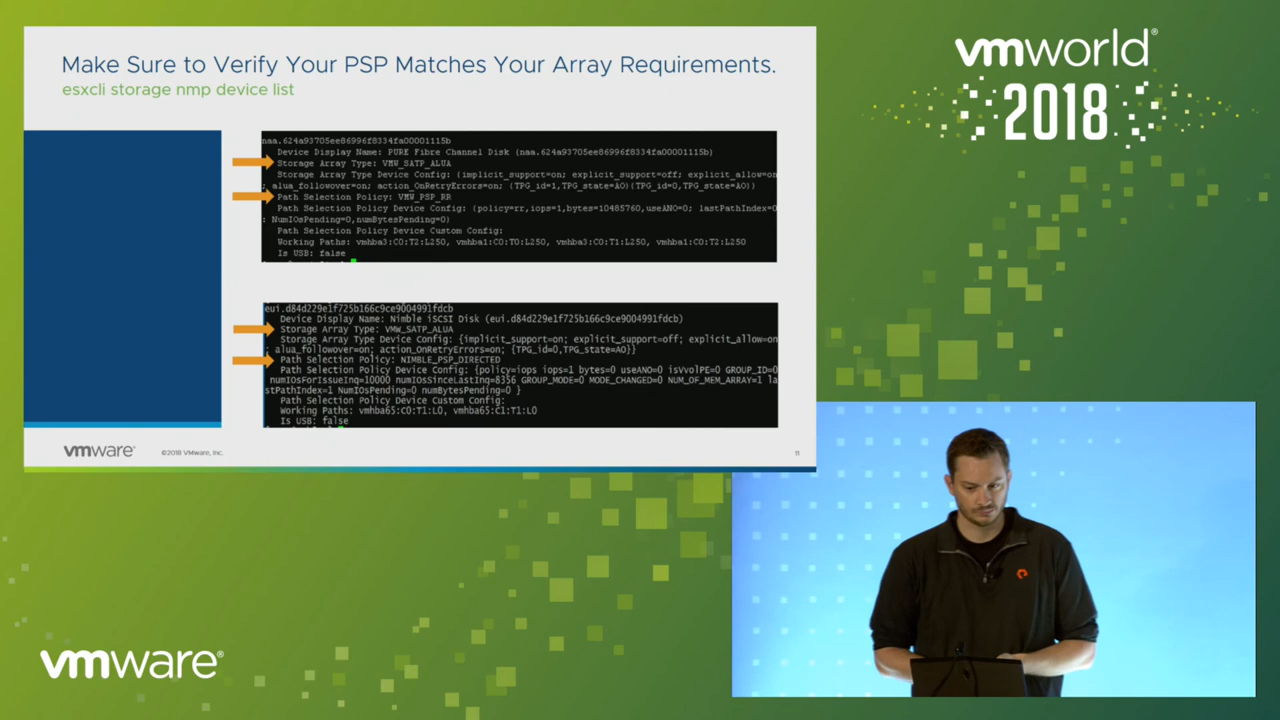 Make Sure to Verify Your PSP Matches Your Array Requirements.
esxcli storage nmp device list
naa.624a93705ee86996f8334fa00001115b
Device Display Name: PURE Fibre Channel Disk (naa.624a93705ee86996f8334fa00001115b)
Storage Array Type: VMW_SATP_ALUA
Storage Array Type Device Config: {implicit_support=on; explicit_support=off; explicit_allow=on
; alua_followover=on; action_OnRetryErrors=on; {TPG_id=1,TPG_state=AO}{TPG_id=0,TPG_state=AO}}
Path Selection Policy: VMW_PSP_RR
Path Selection Policy Device Config: {policy=rr,iops=1,bytes=10485760,useANO=0; lastPathIndex=0
: NumIOsPending=0,numBytesPending=0}
Path Selection Policy Device Custom Config:
Working Paths: vmhba3:C0:T2:L250, vmhba1:C0:T0:L250, vmhba3:C0:T1:L250, vmhba1:C0:T2:L250
Is USB: false
eui.d84d229e1f725b166c9ce9004991fdcb
Device Display Name: Nimble iSCSI Disk (eui.d84d229e1f725b166c9ce9004991fdcb)
Storage Array Type: VMW_SATP_ALUA
Storage Array Type Device Config: {implicit_support=on; explicit_support=off; explicit_allow=on
; alua_followover=on; action_OnRetryErrors=on; {TPG_id=0,TPG_state=AO}}
Path Selection Policy: NIMBLE_PSP_DIRECTED
Path Selection Policy Device Config: {policy=iops iops=1 bytes=0 useANO=0 isVvolPE=0 GROUP_ID=0
numIOsForIssueInq=10000 numIOsSinceLastInq=8356 GROUP_MODE=0 MODE_CHANGED=0 NUM_OF_MEM_ARRAY=1 la
stPathIndex=1 NumIOsPending=0 numBytesPending=0 }
Path Selection Policy Device Custom Config:
Working Paths: vmhba65:C0:T1:L0, vmhba65:C1:T1:L0
Is USB: false
vmware®
©2018 VMware, Inc.
11
vmworld®
2018
vmware®